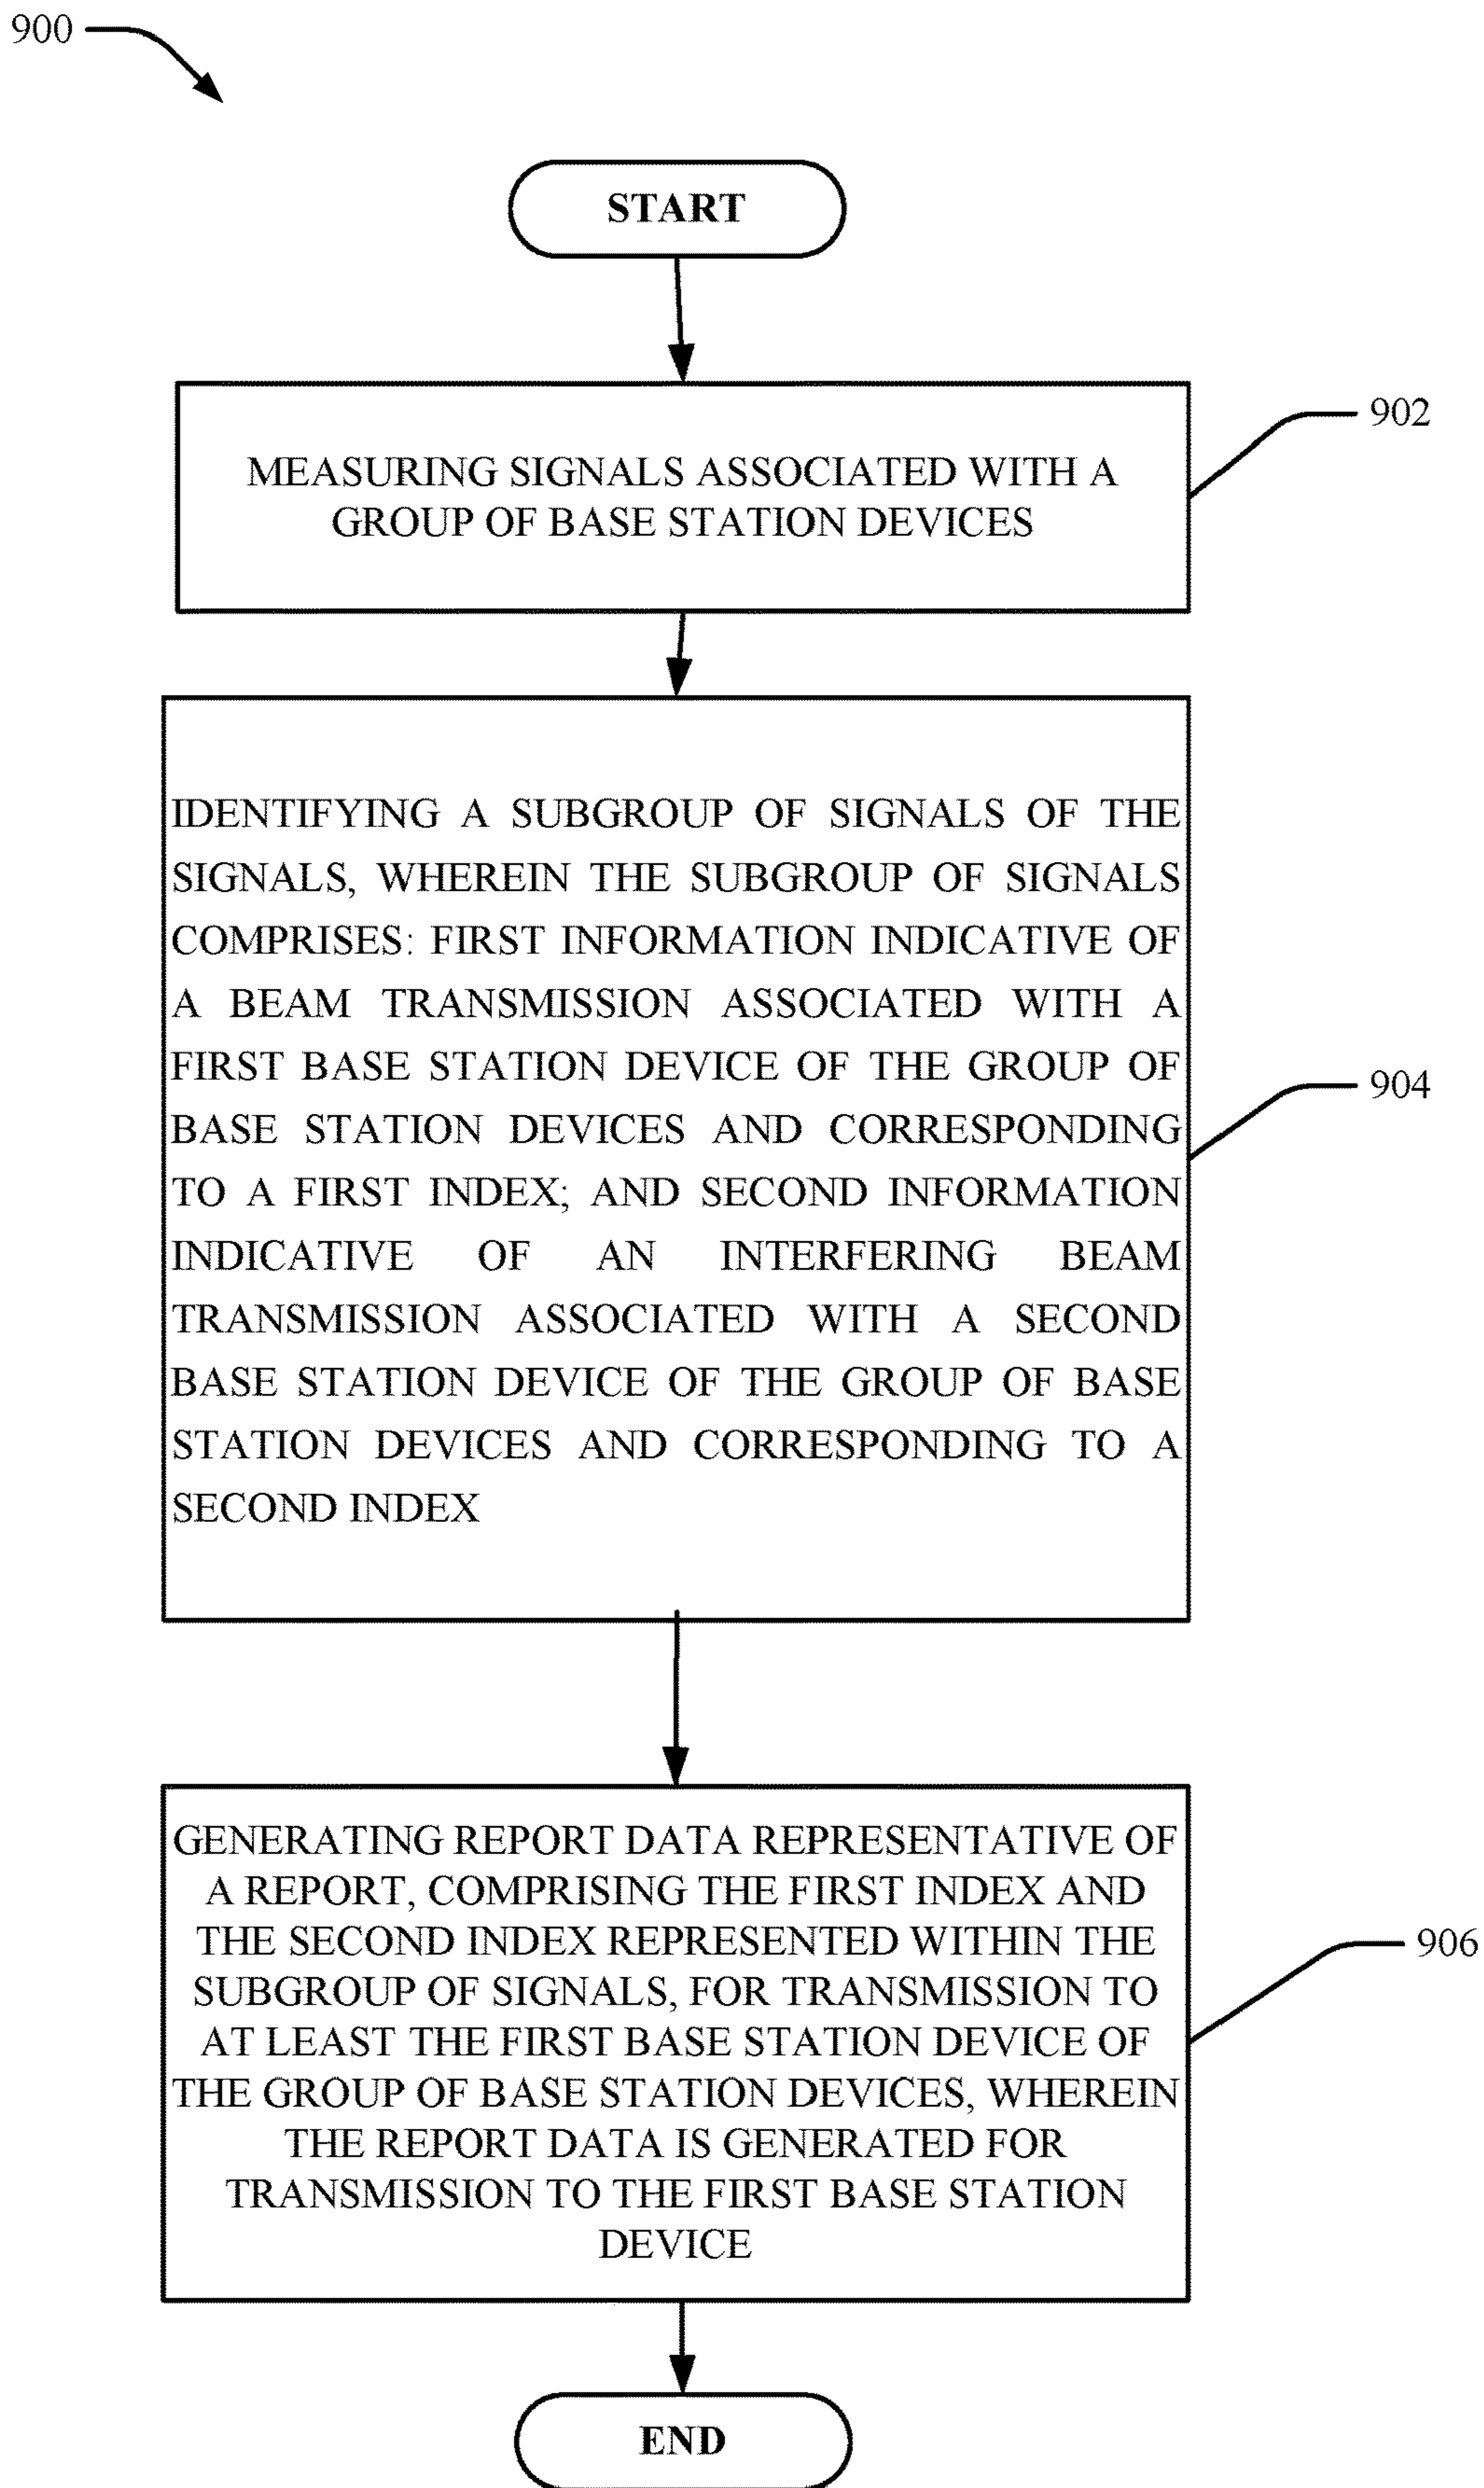 900
START
MEASURING SIGNALS ASSOCIATED WITH A
GROUP OF BASE STATION DEVICES
902
IDENTIFYING A SUBGROUP OF SIGNALS OF THE
SIGNALS, WHEREIN THE SUBGROUP OF SIGNALS
COMPRISES: FIRST INFORMATION INDICATIVE OF
A BEAM TRANSMISSION ASSOCIATED WITH A
FIRST BASE STATION DEVICE OF THE GROUP OF
BASE STATION DEVICES AND CORRESPONDING
TO A FIRST INDEX; AND SECOND INFORMATION
INDICATIVE OF AN INTERFERING BEAM
TRANSMISSION ASSOCIATED WITH A SECOND
BASE STATION DEVICE OF THE GROUP OF BASE
STATION DEVICES AND CORRESPONDING TO A
SECOND INDEX
904
GENERATING REPORT DATA REPRESENTATIVE OF
A REPORT, COMPRISING THE FIRST INDEX AND
THE SECOND INDEX REPRESENTED WITHIN THE
SUBGROUP OF SIGNALS, FOR TRANSMISSION TO
AT LEAST THE FIRST BASE STATION DEVICE OF
THE GROUP OF BASE STATION DEVICES, WHEREIN
THE REPORT DATA IS GENERATED FOR
TRANSMISSION TO THE FIRST BASE STATION
DEVICE
906
END